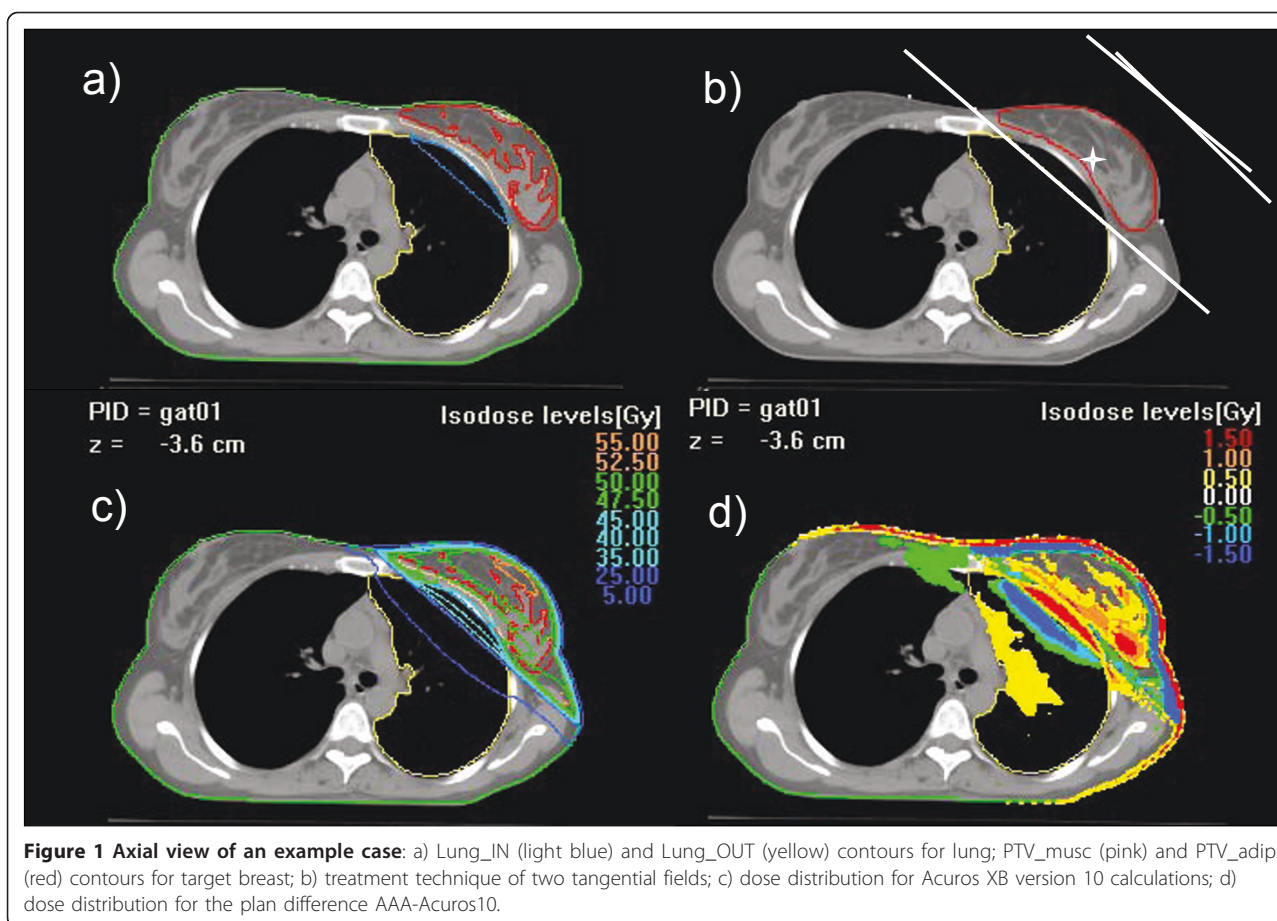 a)
b)
PID = gat01
z = -3.6 cm
Isodose levels[Gy]
55.00
52.50
50.00
47.50
45.00
40.00
35.00
25.00
5.00
c)
PID = gat01
z = -3.6 cm
Isodose levels[Gy]
1.50
1.00
0.50
0.00
-0.50
-1.00
-1.50
d)
Figure 1 Axial view of an example case: a) Lung_IN (light blue) and Lung_OUT (yellow) contours for lung; PTV_musc (pink) and PTV_adip
(red) contours for target breast; b) treatment technique of two tangential fields; c) dose distribution for Acuros XB version 10 calculations; d)
dose distribution for the plan difference AAA-Acuros10.